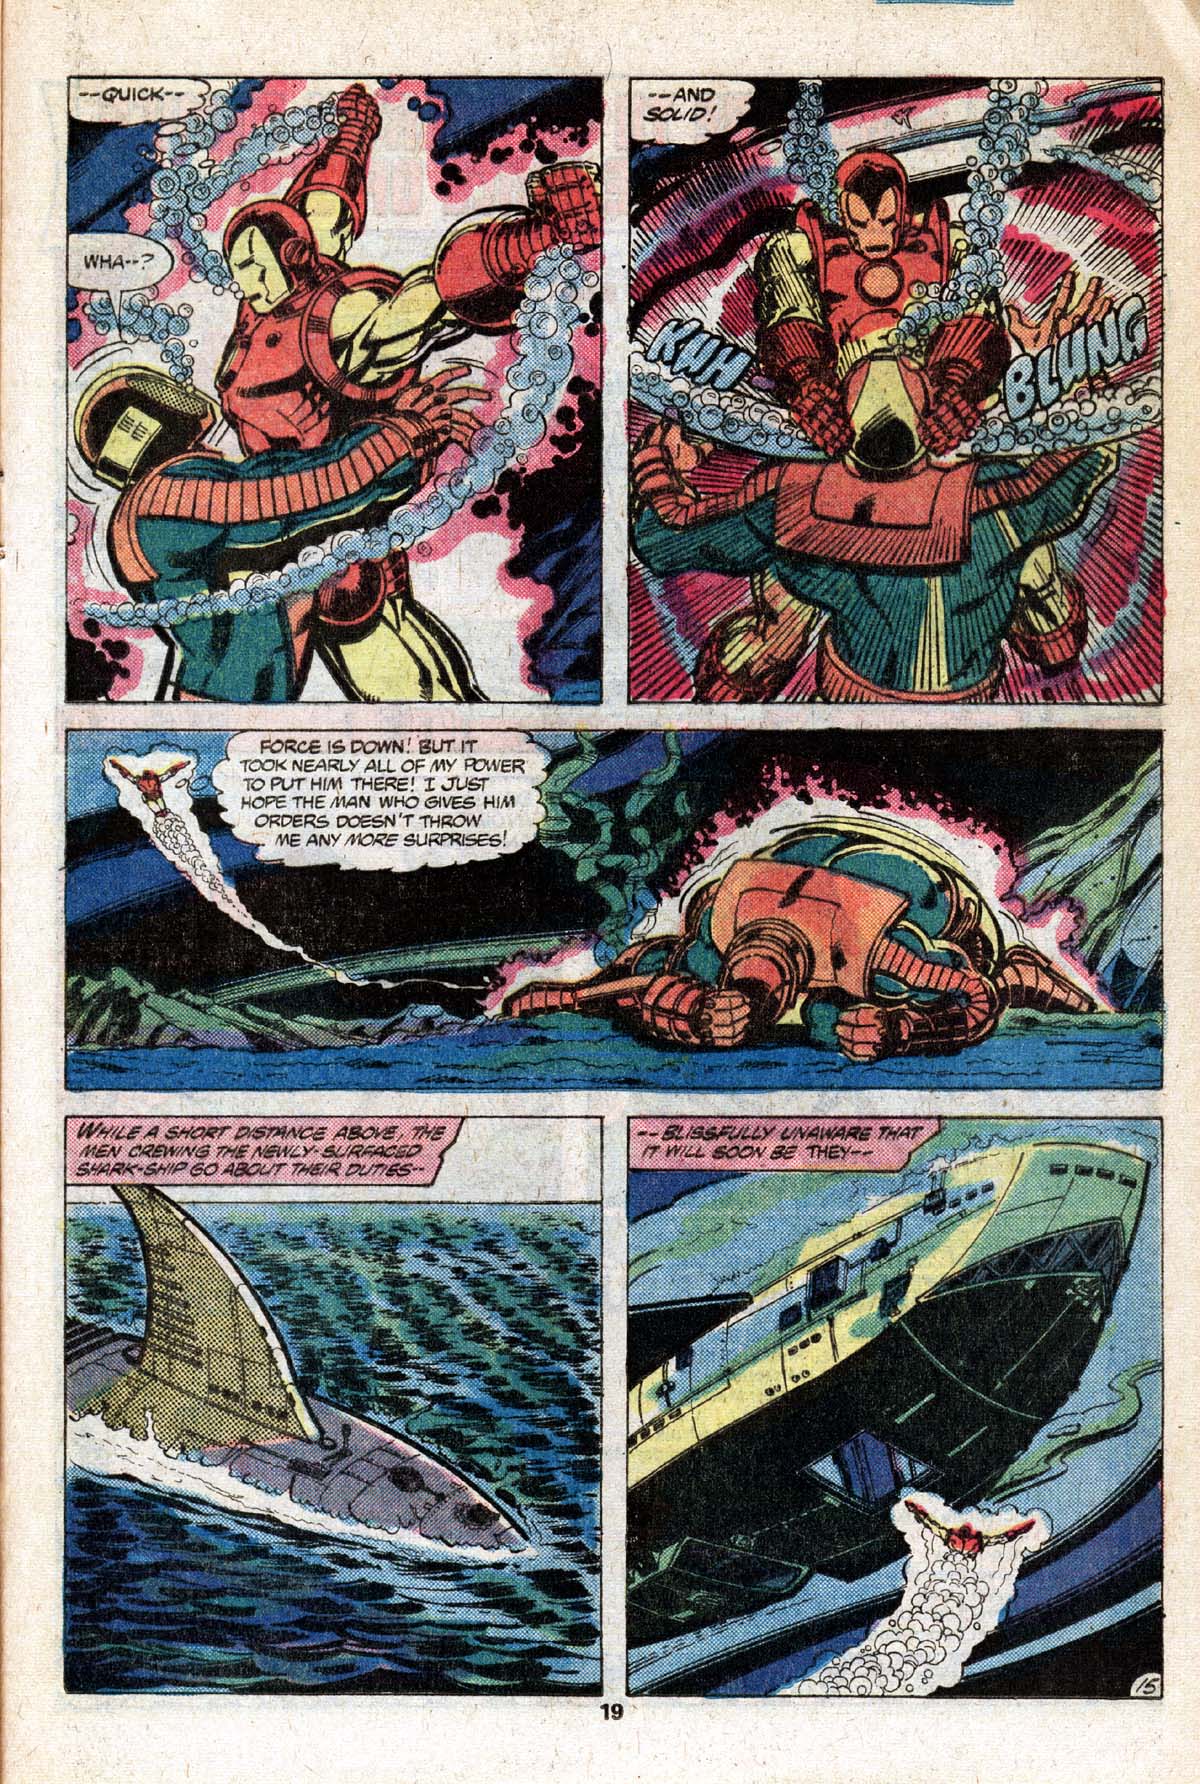 --QUICK--
WHA--?
--AND
SOLID!
KUH
BLUNG
FORCE IS DOWN! BUT IT
TOOK NEARLY ALL OF MY POWER
TO PUT HIM THERE! I JUST
HOPE THE MAN WHO GIVES HIM
ORDERS DOESN'T THROW
ME ANY MORE SURPRISES!
WHILE A SHORT DISTANCE ABOVE, THE
MEN CREWING THE NEWLY-SURFACED
SHARK-SHIP GO ABOUT THEIR DUTIES--
--BLISSFULLY UNAWARE THAT
IT WILL SOON BE THEY--
15
19